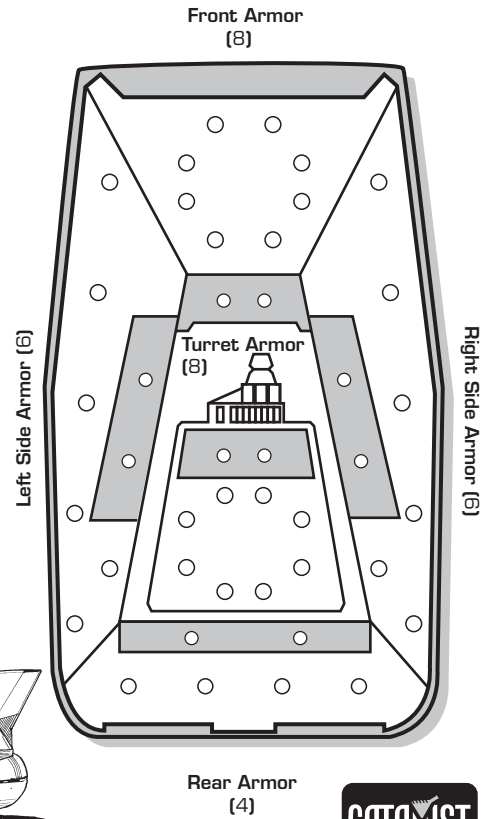 Front Armor
(8)
Turret Armor
(8)
Left Side Armor (6)
Right Side Armor (6)
Rear Armor
(4)